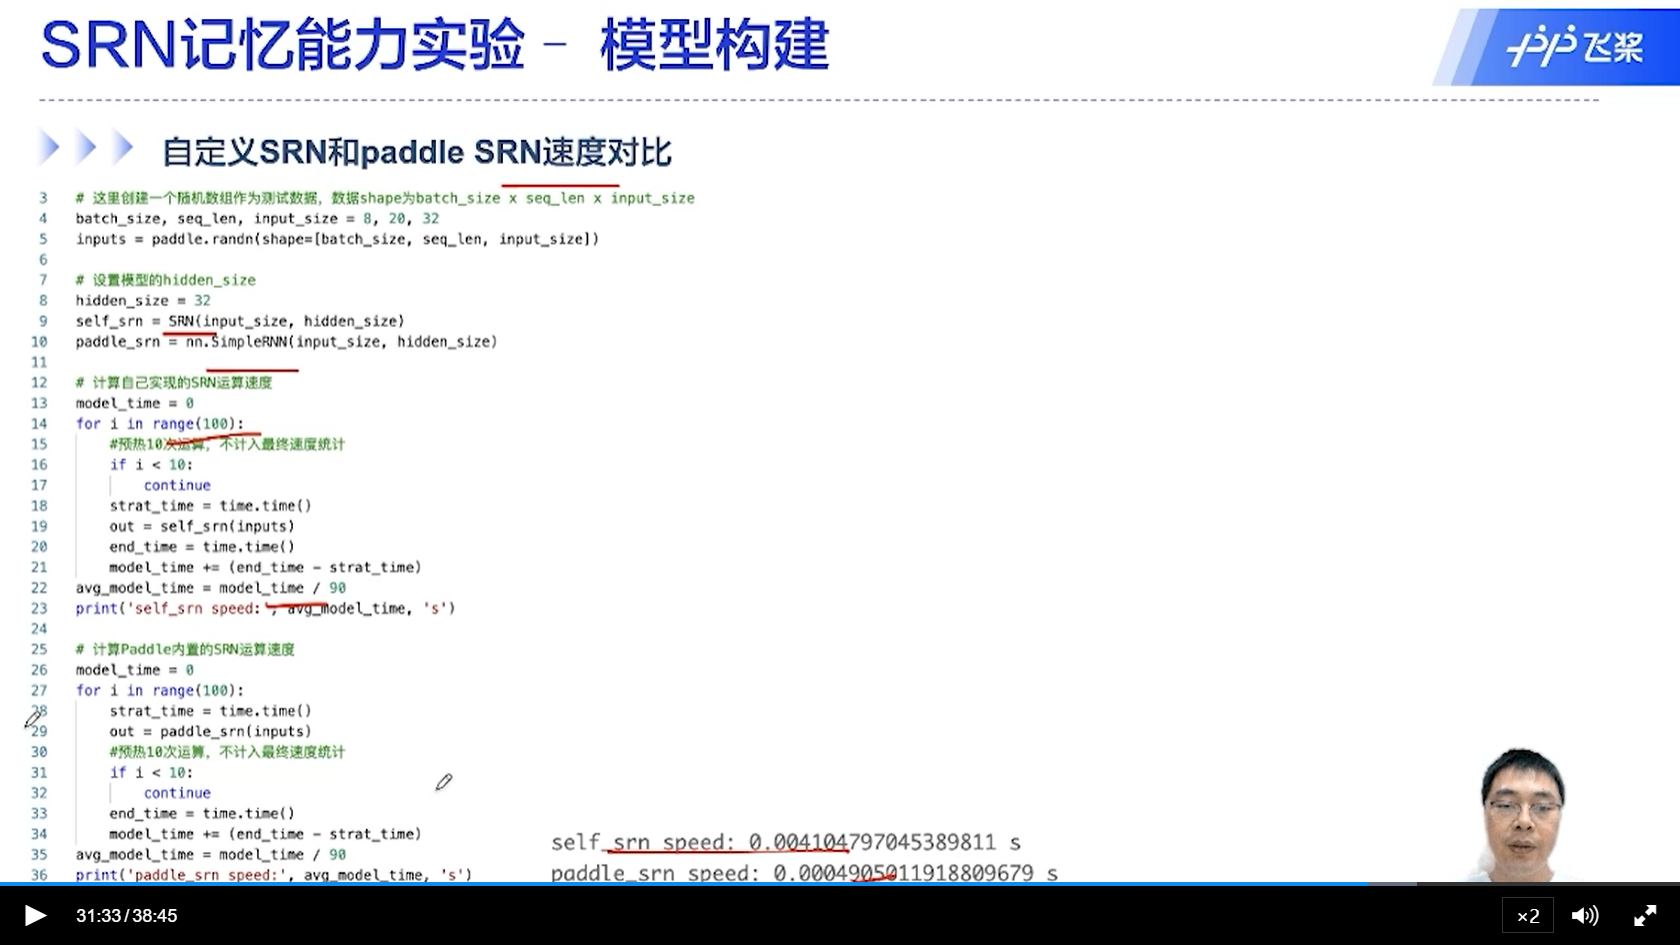 SRN记忆能力实验 - 模型构建
飞桨
自定义SRN和paddle SRN速度对比
3 # 这里创建一个随机数组作为测试数据，数据shape为batch_size x seq_len x input_size
4 batch_size, seq_len, input_size = 8, 20, 32
5 inputs = paddle.randn(shape=[batch_size, seq_len, input_size])
6
7 # 设置模型的hidden_size
8 hidden_size = 32
9 self_srn = SRN(input_size, hidden_size)
10 paddle_srn = nn.SimpleRNN(input_size, hidden_size)
11
12 # 计算自己实现的SRN运算速度
13 model_time = 0
14 for i in range(100):
15 #预热10次运算，不计入最终速度统计
16 if i < 10:
17 continue
18 strat_time = time.time()
19 out = self_srn(inputs)
20 end_time = time.time()
21 model_time += (end_time - strat_time)
22 avg_model_time = model_time / 90
23 print('self_srn speed:', avg_model_time, 's')
24
25 # 计算Paddle内置的SRN运算速度
26 model_time = 0
27 for i in range(100):
28 strat_time = time.time()
29 out = paddle_srn(inputs)
30 #预热10次运算，不计入最终速度统计
31 if i < 10:
32 continue
33 end_time = time.time()
34 model_time += (end_time - strat_time)
35 avg_model_time = model_time / 90
36 print('paddle_srn speed:', avg_model_time, 's')
self_srn speed: 0.004104797045389811 s
paddle_srn speed: 0.0004905011918809679 s
31:33/38:45
×2